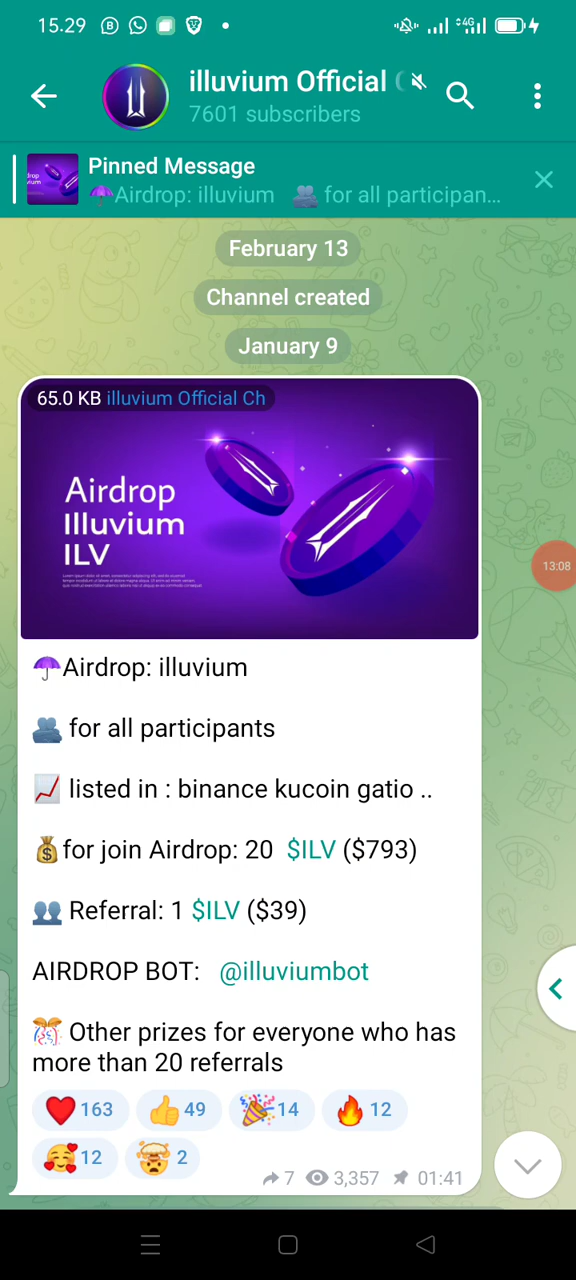 15.29
4G
illuvium Official
7601 subscribers
Pinned Message
☂Airdrop: illuvium 👥 for all participan...
February 13
Channel created
January 9
65.0 KB illuvium Official Ch
Airdrop
Illuvium
ILV
13:08
☂Airdrop: illuvium
👥 for all participants
📈 listed in : binance kucoin gatio ..
💰for join Airdrop: 20 $ILV ($793)
👥 Referral: 1 $ILV ($39)
AIRDROP BOT: @illuviumbot
🎊 Other prizes for everyone who has
more than 20 referrals
❤️ 163 👍 49 🎉 14 🔥 12
🥰 12 🤯 2
7 3,357 01:41